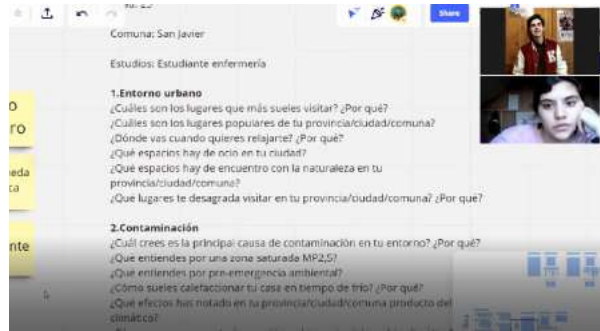 Share
Comuna: San Javier
Estudios: Estudiante enfermería
1.Entorno urbano
¿Cuáles son los lugares que más sueles visitar? ¿Por qué?
¿Cuáles son los lugares populares de tu provincia/ciudad/comuna?
¿Dónde vas cuando quieres relajarte? ¿Por qué?
¿Qué espacios hay de ocio en tu ciudad?
¿Qué espacios hay de encuentro con la naturaleza en tu
provincia/ciudad/comuna?
¿Que lugares te desagrada visitar en tu provincia/ciudad/comuna? ¿Por qué?
2.Contaminación
¿Cuál crees es la principal causa de contaminación en tu entorno? ¿Por qué?
¿Que entiendes por una zona saturada MP2,5?
¿Qué entiendes por pre-emergencia ambiental?
¿Cómo sueles calefaccionar tu casa en tiempo de frío? ¿Por qué?
¿Qué efectos has notado en tu provincia/ciudad/comuna producto del
climático?
o
ro
eda
ca
nte